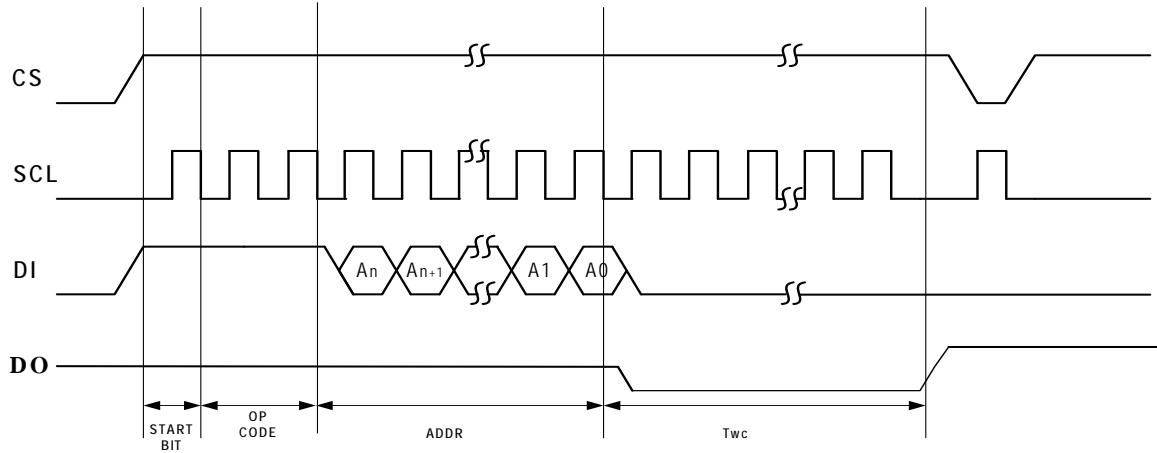 CS
SCL
DI
An
An+1
A1
A0
DO
START
BIT
OP
CODE
ADDR
Twc